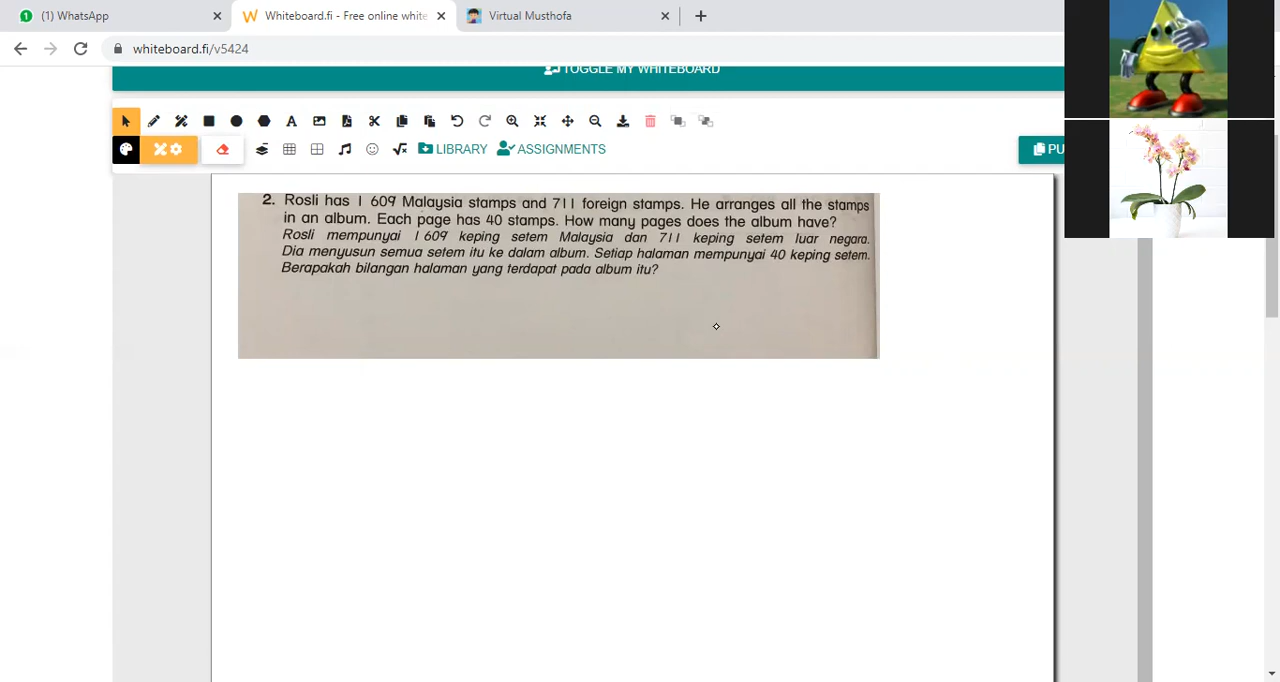 (1) WhatsApp
Whiteboard.fi - Free online white
Virtual Musthofa
whiteboard.fi/v5424
TOGGLE MY WHITEBOARD
LIBRARY
ASSIGNMENTS
PU
2. Rosli has 1 609 Malaysia stamps and 711 foreign stamps. He arranges all the stamps
in an album. Each page has 40 stamps. How many pages does the album have?
Rosli mempunyai 1 609 keping setem Malaysia dan 711 keping setem luar negara.
Dia menyusun semua setem itu ke dalam album. Setiap halaman mempunyai 40 keping setem.
Berapakah bilangan halaman yang terdapat pada album itu?